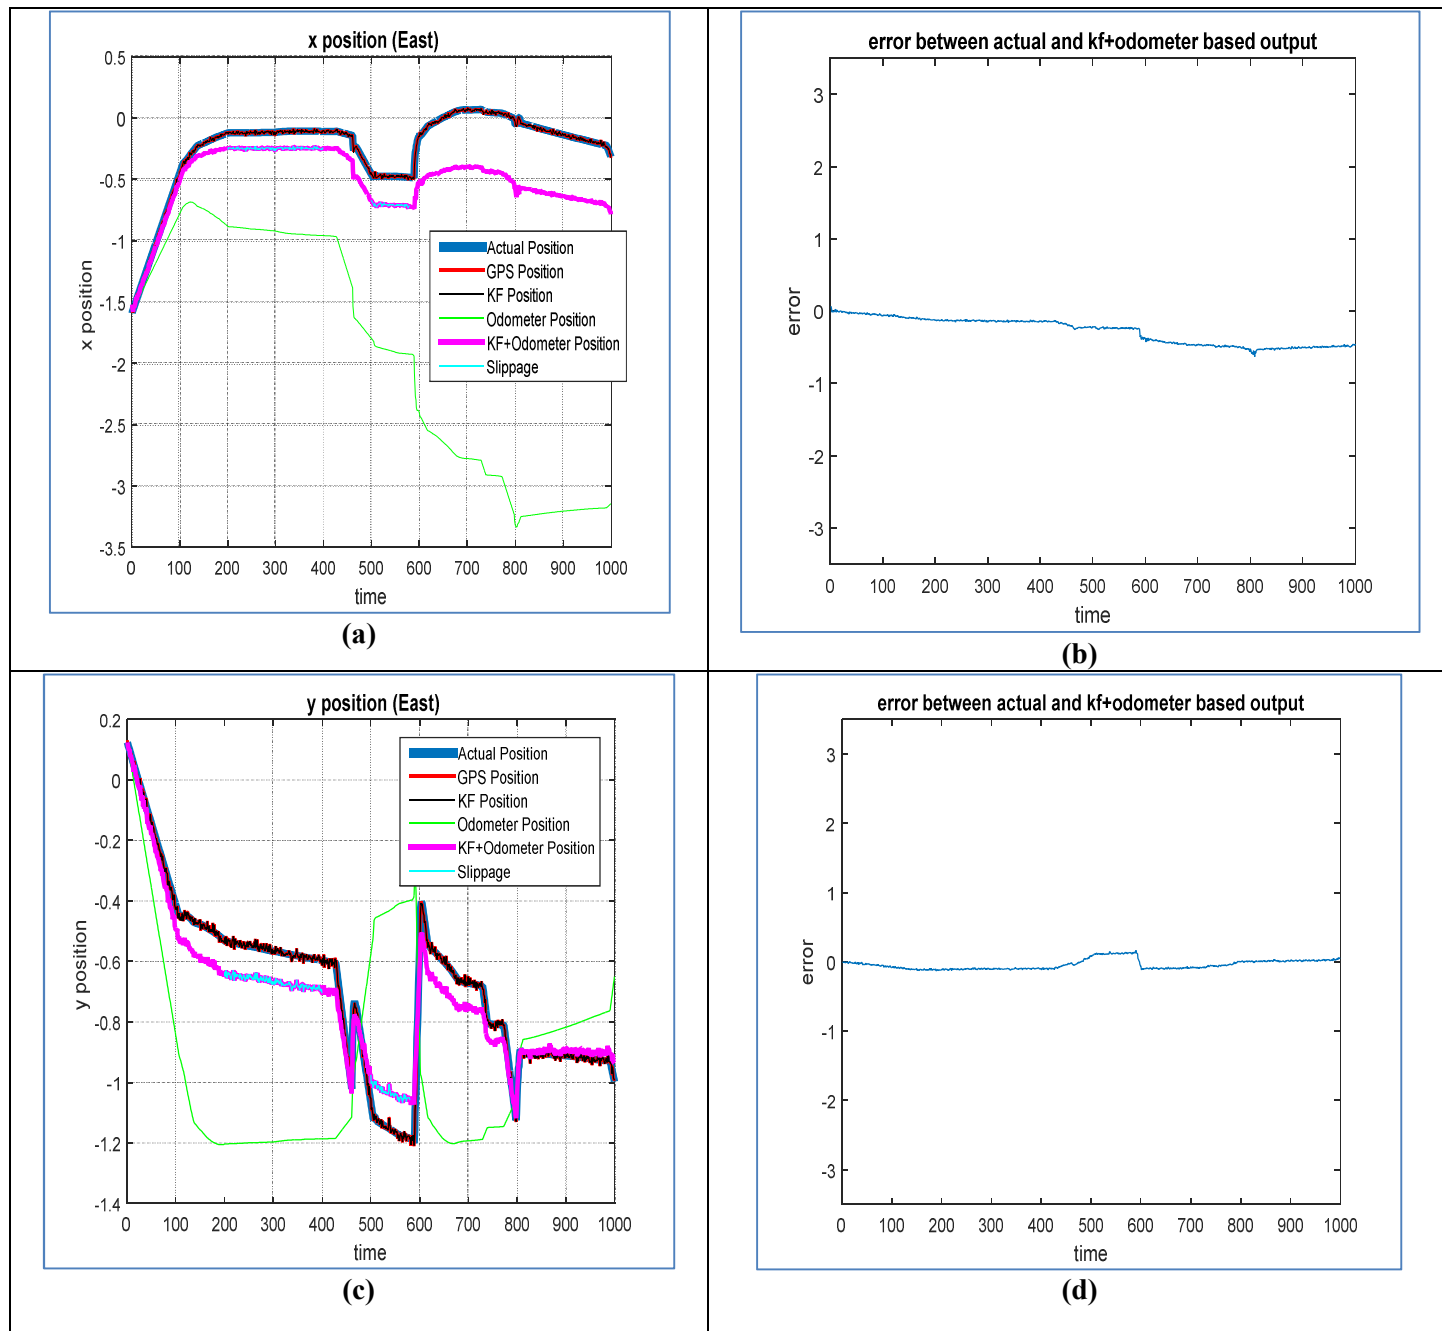 x position (East)
0.5
0
-0.5
-1
-1.5
-2
-2.5
-3
-3.5
x position
0 100 200 300 400 500 600 700 800 900 1000
time
Actual Position
GPS Position
KF Position
Odometer Position
KF+Odometer Position
Slippage
(a)
error between actual and kf+odometer based output
3
2
1
0
-1
-2
-3
error
0 100 200 300 400 500 600 700 800 900 1000
time
(b)
y position (East)
0.2
0
-0.2
-0.4
-0.6
-0.8
-1
-1.2
-1.4
y position
0 100 200 300 400 500 600 700 800 900 1000
time
Actual Position
GPS Position
KF Position
Odometer Position
KF+Odometer Position
Slippage
(c)
error between actual and kf+odometer based output
3
2
1
0
-1
-2
-3
error
0 100 200 300 400 500 600 700 800 900 1000
time
(d)